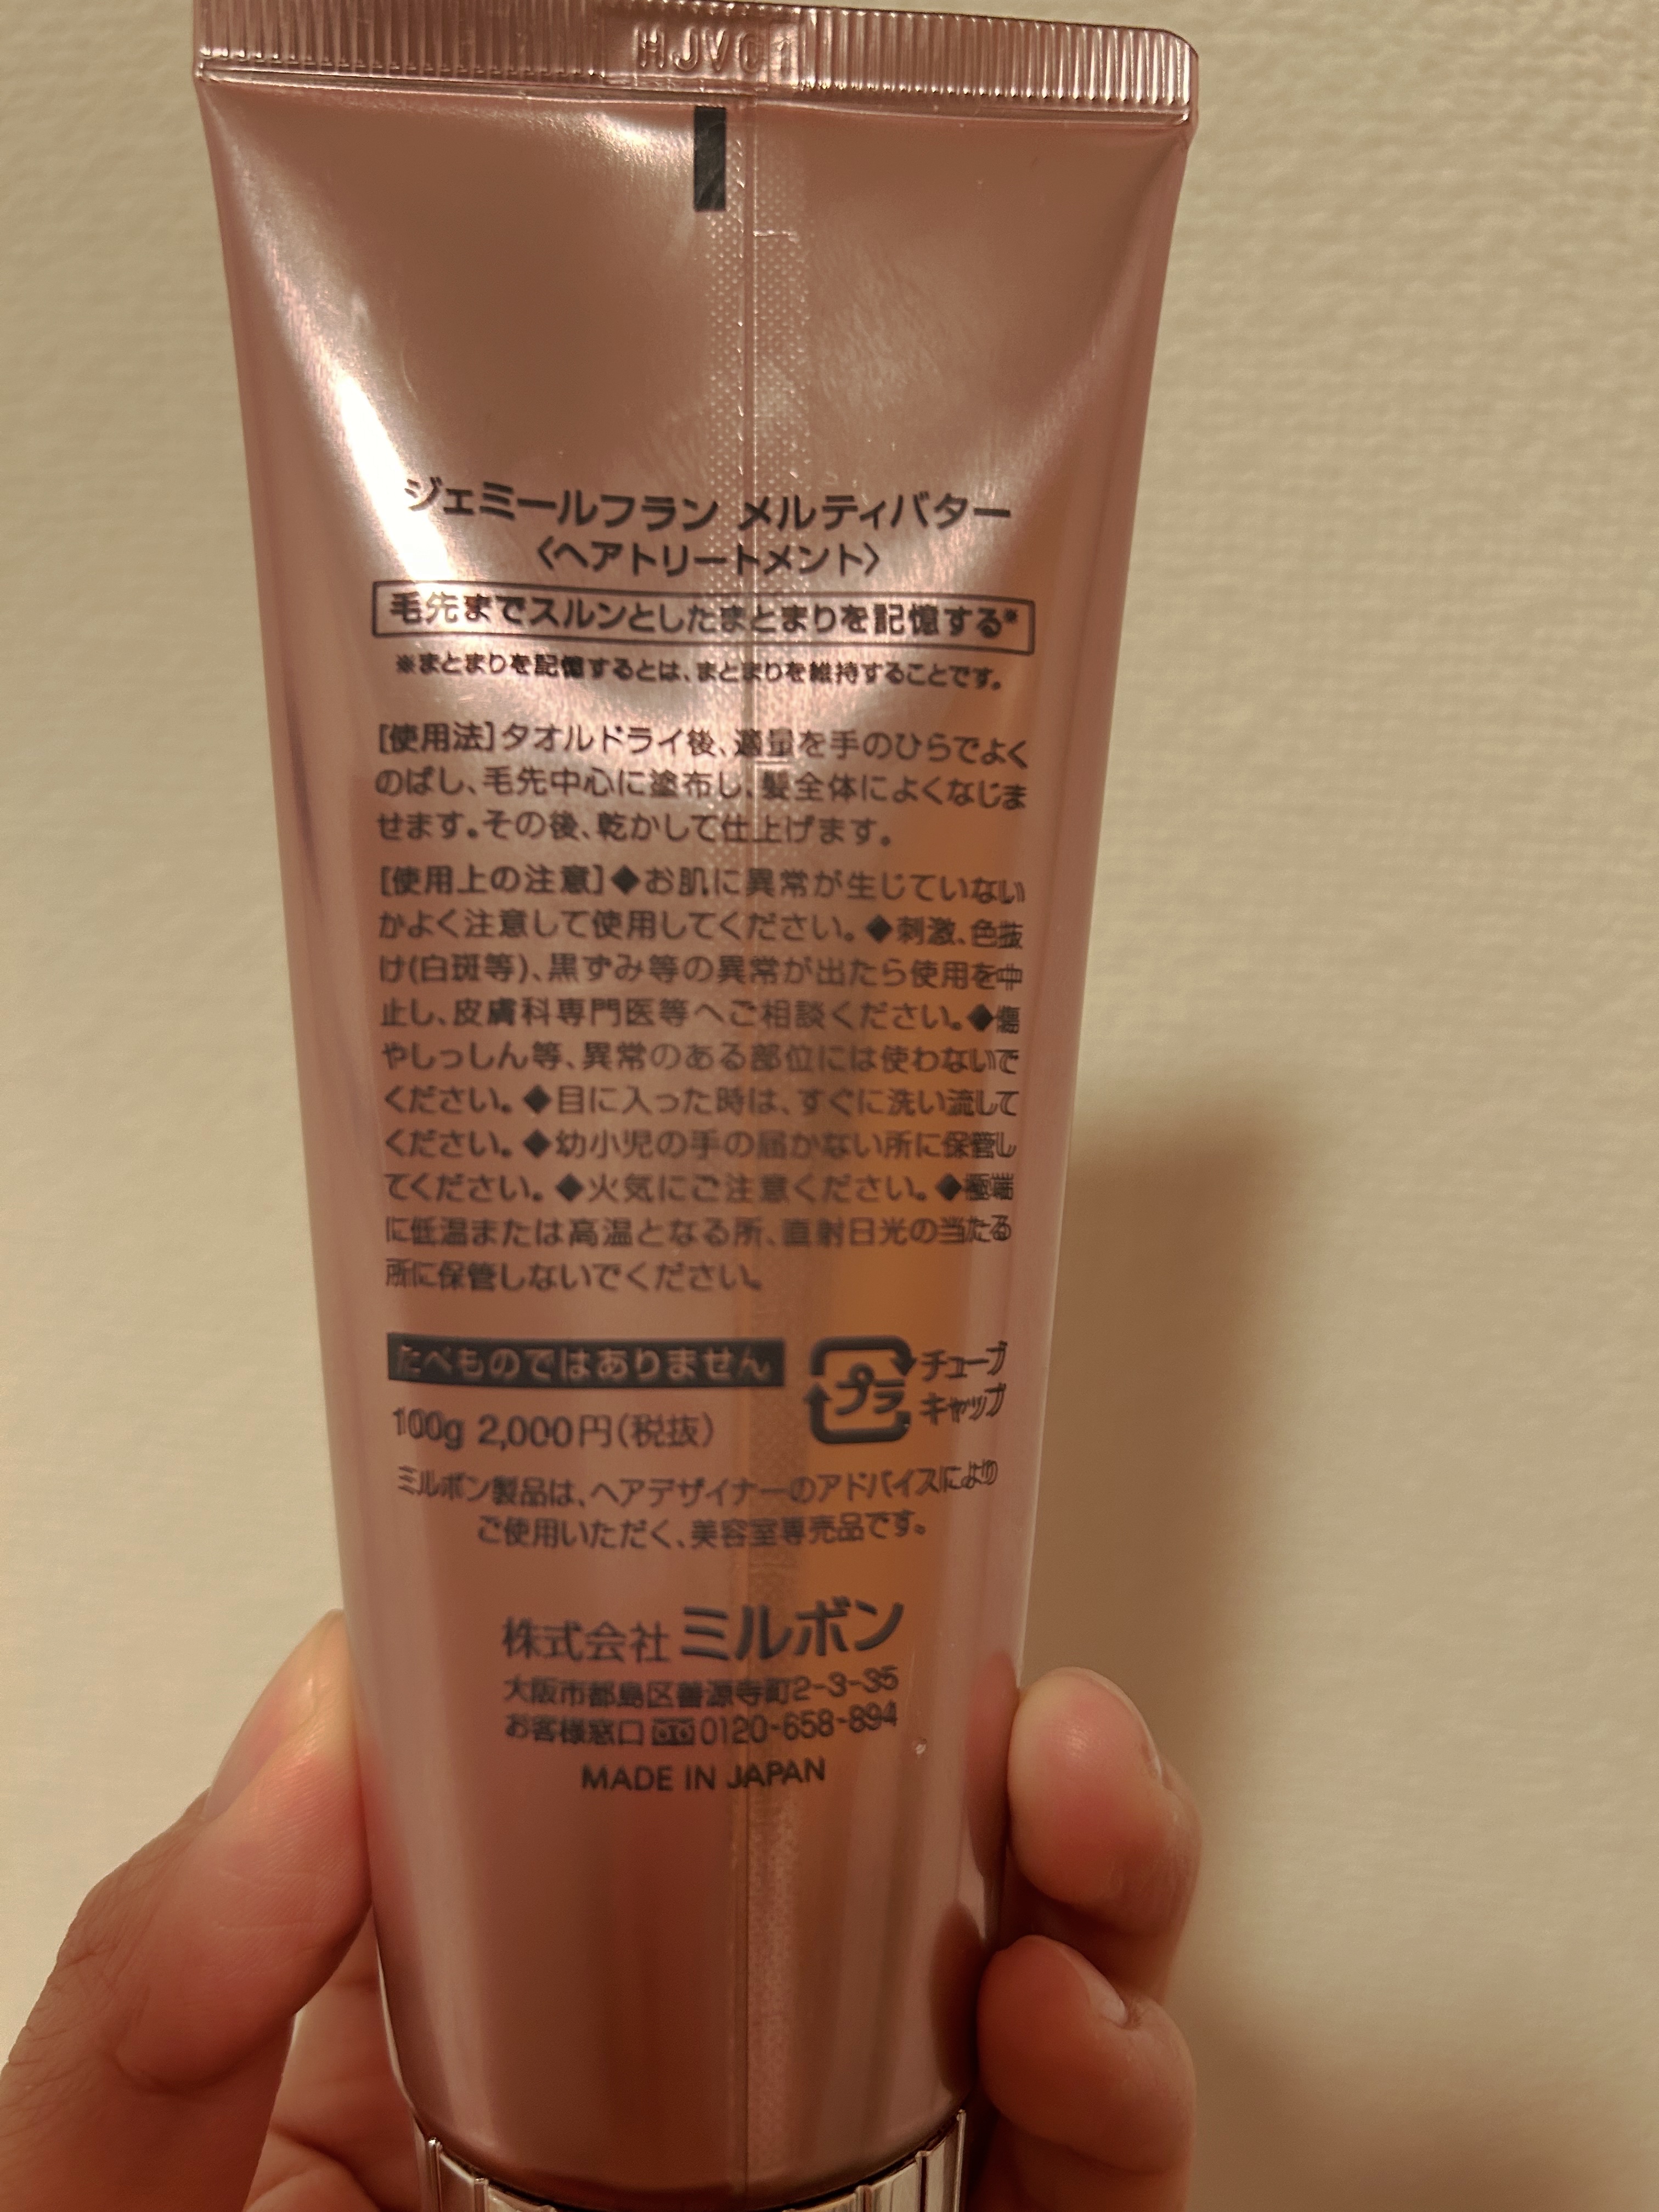 HJVC1
ジェミールフラン メルティバター
〈ヘアトリートメント〉
毛先までスルンとしたまとまりを記憶する※
※まとまりを記憶するとは、まとまりを維持することです。
[使用法]タオルドライ後、適量を手のひらでよく
のばし、毛先中心に塗布し、髪全体によくなじま
せます。その後、乾かして仕上げます。
[使用上の注意]◆お肌に異常が生じていない
かよく注意して使用してください。◆刺激、色抜
け(白斑等)、黒ずみ等の異常が出たら使用を中
止し、皮膚科専門医等へご相談ください。◆傷
やしっしん等、異常のある部位には使わないで
ください。◆目に入った時は、すぐに洗い流して
ください。◆幼小児の手の届かない所に保管し
てください。◆火気にご注意ください。◆極端
に低温または高温となる所、直射日光の当たる
所に保管しないでください。
たべものではありません
プラ
チューブ
キャップ
100g 2,000円(税抜)
ミルボン製品は、ヘアデザイナーのアドバイスにより
ご使用いただく、美容室専売品です。
株式会社 ミルボン
大阪市都島区善源寺町2-3-35
お客様窓口 0120-658-894
MADE IN JAPAN